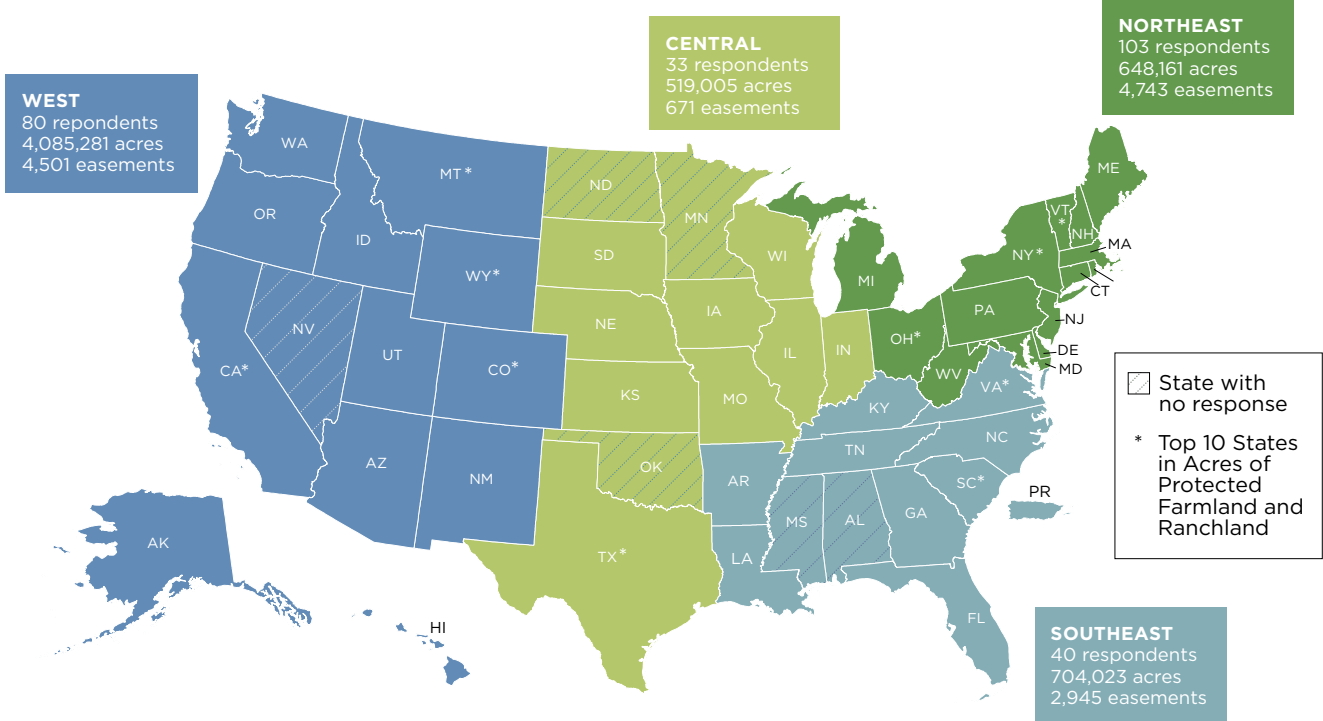 NORTHEAST
103 respondents
648,161 acres
4,743 easements
CENTRAL
33 respondents
519,005 acres
671 easements
WEST
80 repondents
4,085,281 acres
4,501 easements
WA
OR
ID
MT*
WY*
NV
UT
CO*
CA*
AZ
NM
AK
HI
ND
MN
SD
WI
NE
IA
IL
IN
KS
MO
OK
TX*
ME
VT
*
NH
MA
NY*
CT
MI
PA
NJ
OH*
DE
MD
WV
VA*
KY
NC
TN
SC*
AR
MS
AL
GA
LA
FL
PR
State with
no response
* Top 10 States
in Acres of
Protected
Farmland and
Ranchland
SOUTHEAST
40 respondents
704,023 acres
2,945 easements